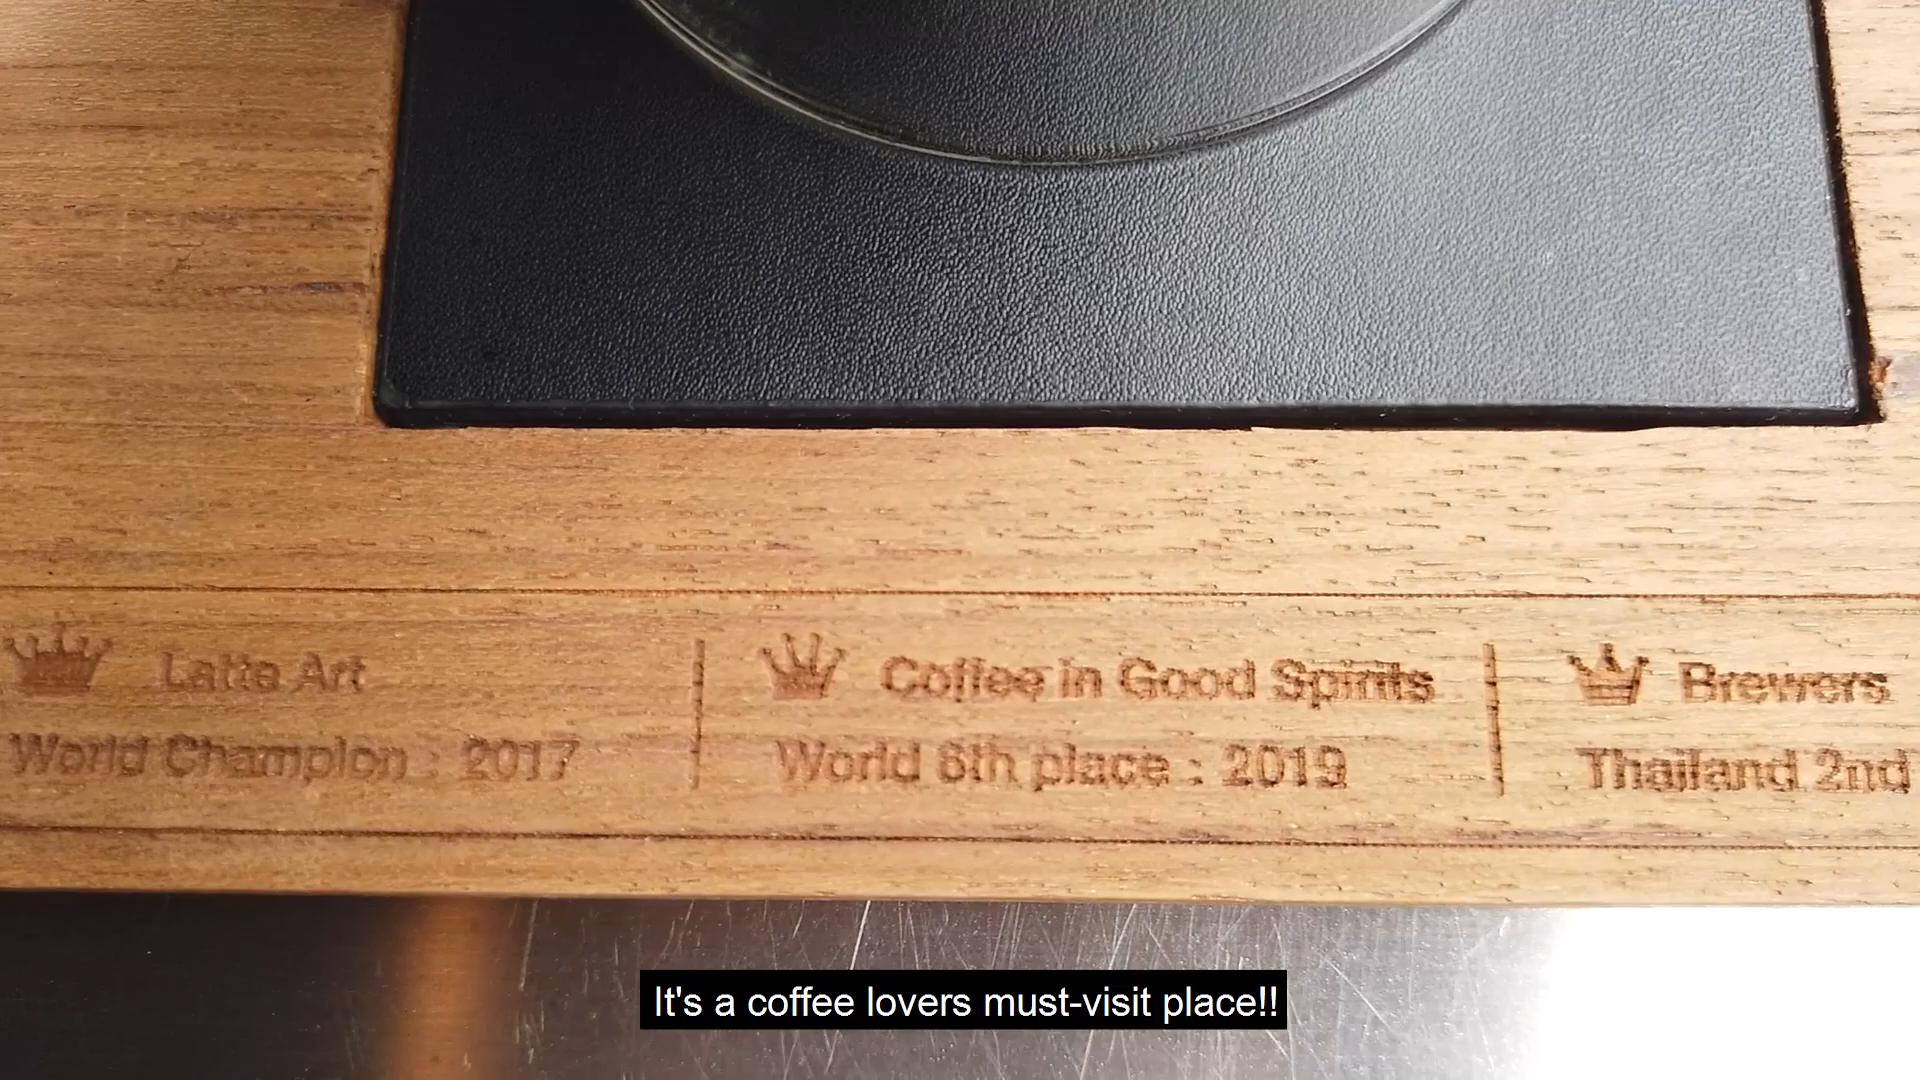 Latte Art
World Champion : 2017
Coffee in Good Spirits
World 6th place : 2019
Brewers
Thailand 2nd
It's a coffee lovers must-visit place!!